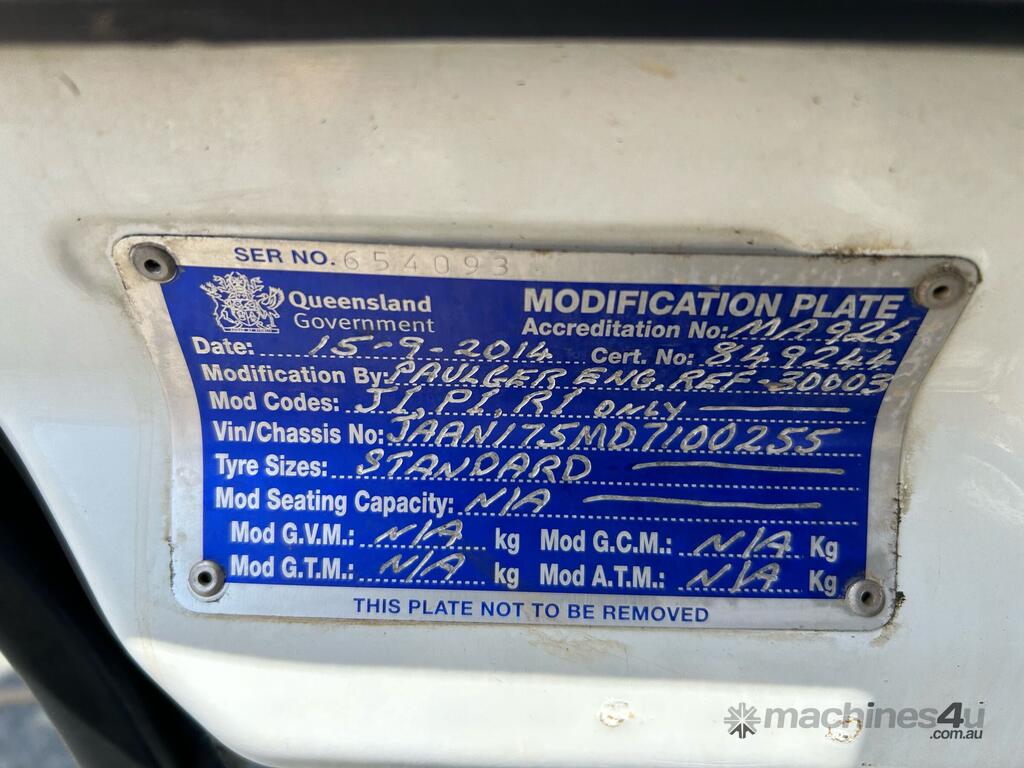 SER NO. 654093
Queensland Government
MODIFICATION PLATE
Accreditation No: MA926
Date: 15-9-2014 Cert. No: 849244
Modification By: PAULGER ENG. REF-30003
Mod Codes: J1, P1, R1 ONLY
Vin/Chassis No: JAAN175MD7100255
Tyre Sizes: STANDARD
Mod Seating Capacity: N/A
Mod G.V.M.: N/A kg Mod G.C.M.: N/A Kg
Mod G.T.M.: N/A kg Mod A.T.M.: N/A Kg
THIS PLATE NOT TO BE REMOVED
machines4u
.com.au